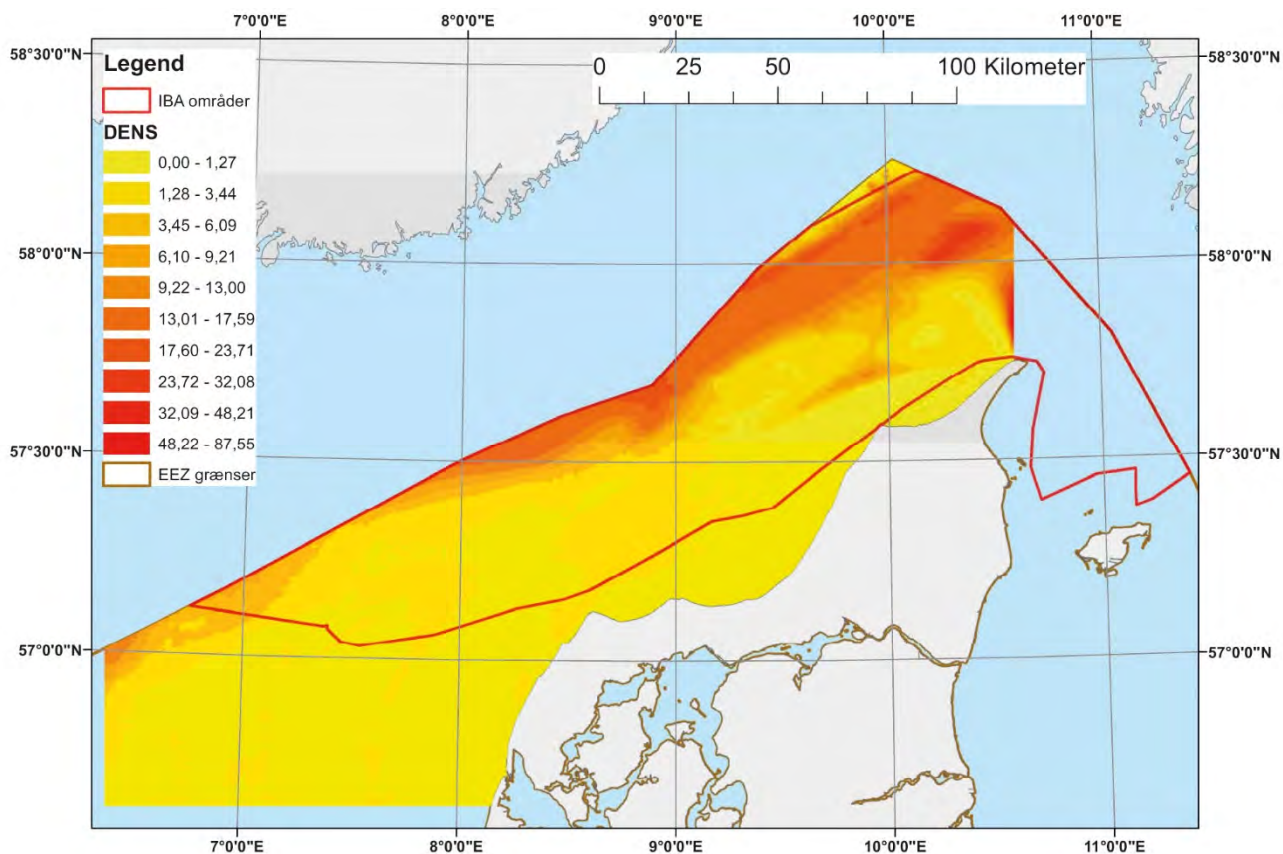 7°0'0"E 8°0'0"E 9°0'0"E 10°0'0"E 11°0'0"E
58°30'0"N 58°30'0"N
Legend
IBA områder
DENS
0,00 - 1,27
1,28 - 3,44
3,45 - 6,09
6,10 - 9,21
9,22 - 13,00
13,01 - 17,59
17,60 - 23,71
23,72 - 32,08
32,09 - 48,21
48,22 - 87,55
EEZ grænser
0 25 50 100 Kilometer
58°0'0"N 58°0'0"N
57°30'0"N 57°30'0"N
57°0'0"N 57°0'0"N
7°0'0"E 8°0'0"E 9°0'0"E 10°0'0"E 11°0'0"E